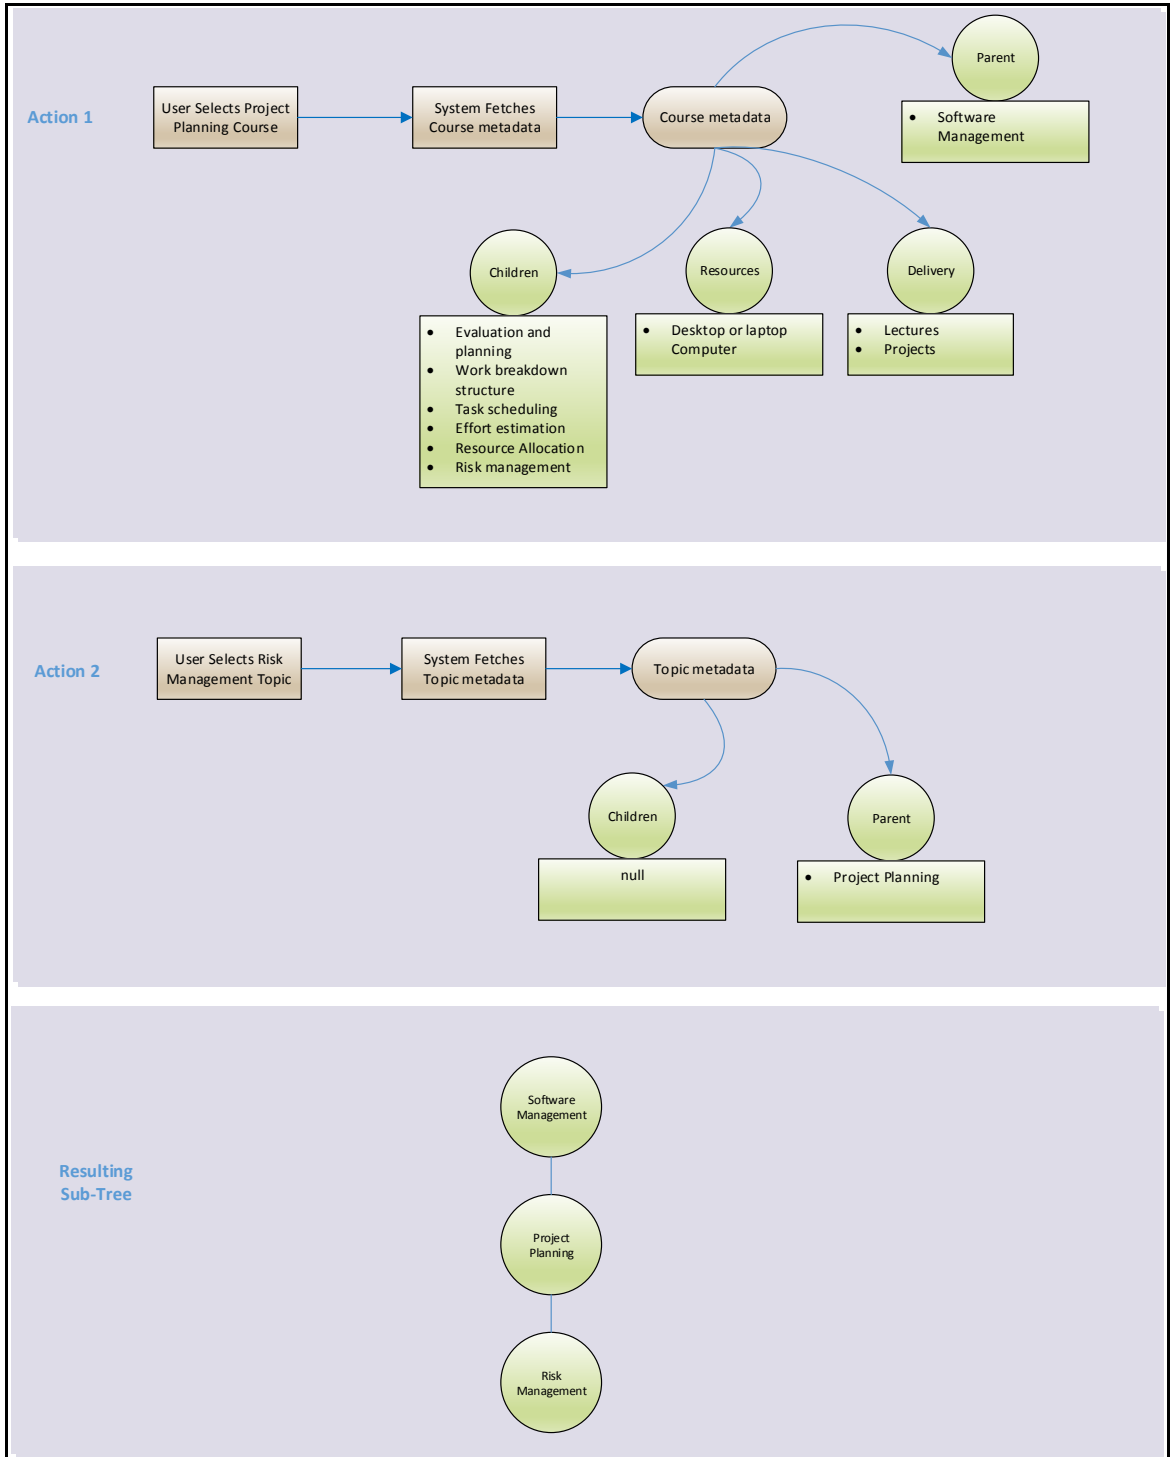 Action 1
User Selects Project
Planning Course
System Fetches
Course metadata
Course metadata
Parent
• Software
Management
Children
• Evaluation and
planning
• Work breakdown
structure
• Task scheduling
• Effort estimation
• Resource Allocation
• Risk management
Resources
• Desktop or laptop
Computer
Delivery
• Lectures
• Projects
Action 2
User Selects Risk
Management Topic
System Fetches
Topic metadata
Topic metadata
Children
null
Parent
• Project Planning
Resulting
Sub-Tree
Software
Management
Project
Planning
Risk
Management